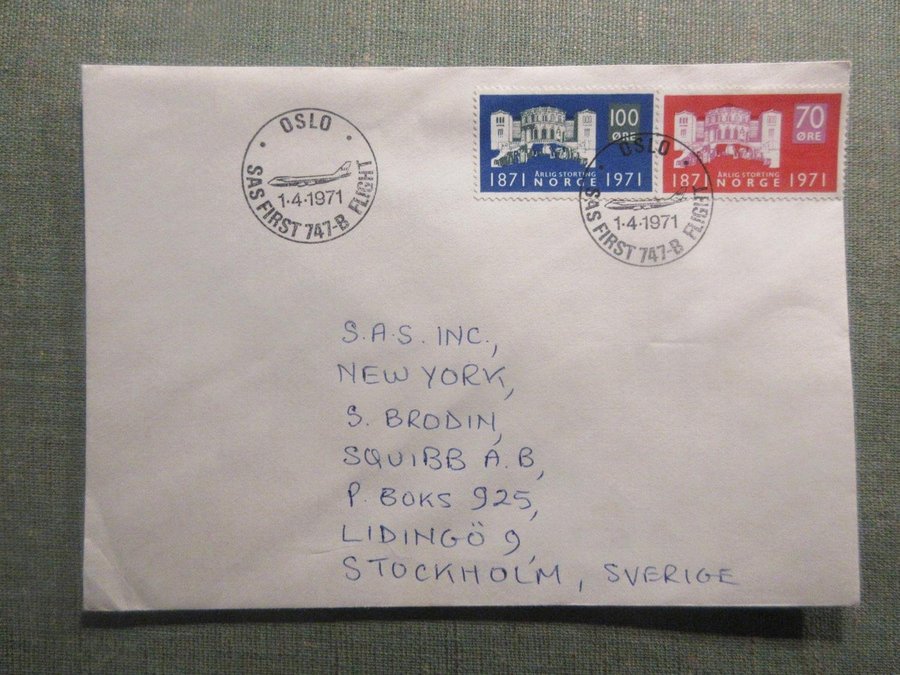 · OSLO ·
1·4·1971
SAS FIRST 747-B FLIGHT
100
ØRE
ÅRLIG STORTING
1871 NORGE 1971
70
ØRE
ÅRLIG STORTING
1871 NORGE 1971
· OSLO ·
1·4·1971
SAS FIRST 747-B FLIGHT
S.A.S. INC.,
NEW YORK,
S. BRODIN,
SQUIBB A.B,
P. BOKS 925,
LIDINGÖ 9,
STOCKHOLM, SVERIGE